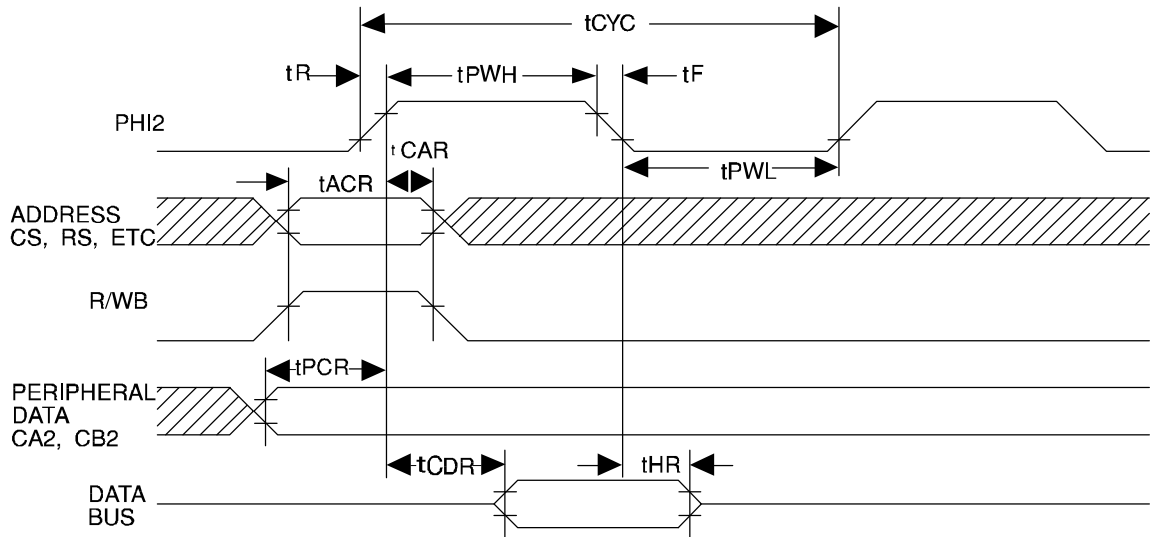 tCYC
tR
tPWH
tF
PHI2
tCAR
tPWL
tACR
ADDRESS
CS, RS, ETC
R/WB
tPCR
PERIPHERAL
DATA
CA2, CB2
tCDR
tHR
DATA
BUS